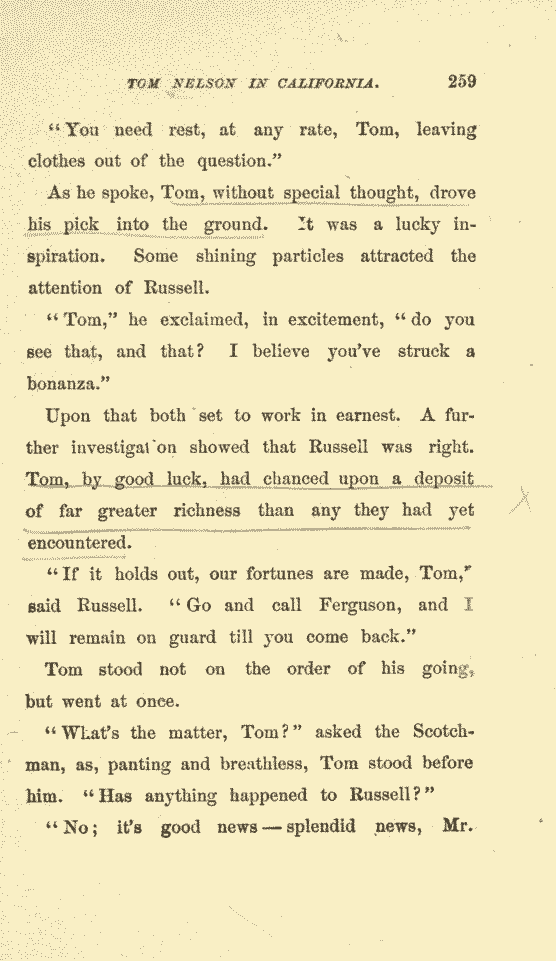 TOM NELSON IN CALIFORNIA. 259
“You need rest, at any rate, Tom, leaving
clothes out of the question.”
As he spoke, Tom, without special thought, drove
his pick into the ground. It was a lucky in-
spiration. Some shining particles attracted the
attention of Russell.
“Tom,” he exclaimed, in excitement, “do you
see that, and that? I believe you’ve struck a
bonanza.”
Upon that both set to work in earnest. A fur-
ther investigation showed that Russell was right.
Tom, by good luck, had chanced upon a deposit
of far greater richness than any they had yet
encountered.
“If it holds out, our fortunes are made, Tom,”
said Russell. “Go and call Ferguson, and I
will remain on guard till you come back.”
Tom stood not on the order of his going,
but went at once.
“What’s the matter, Tom?” asked the Scotch-
man, as, panting and breathless, Tom stood before
him. “Has anything happened to Russell?”
“No; it’s good news — splendid news, Mr.